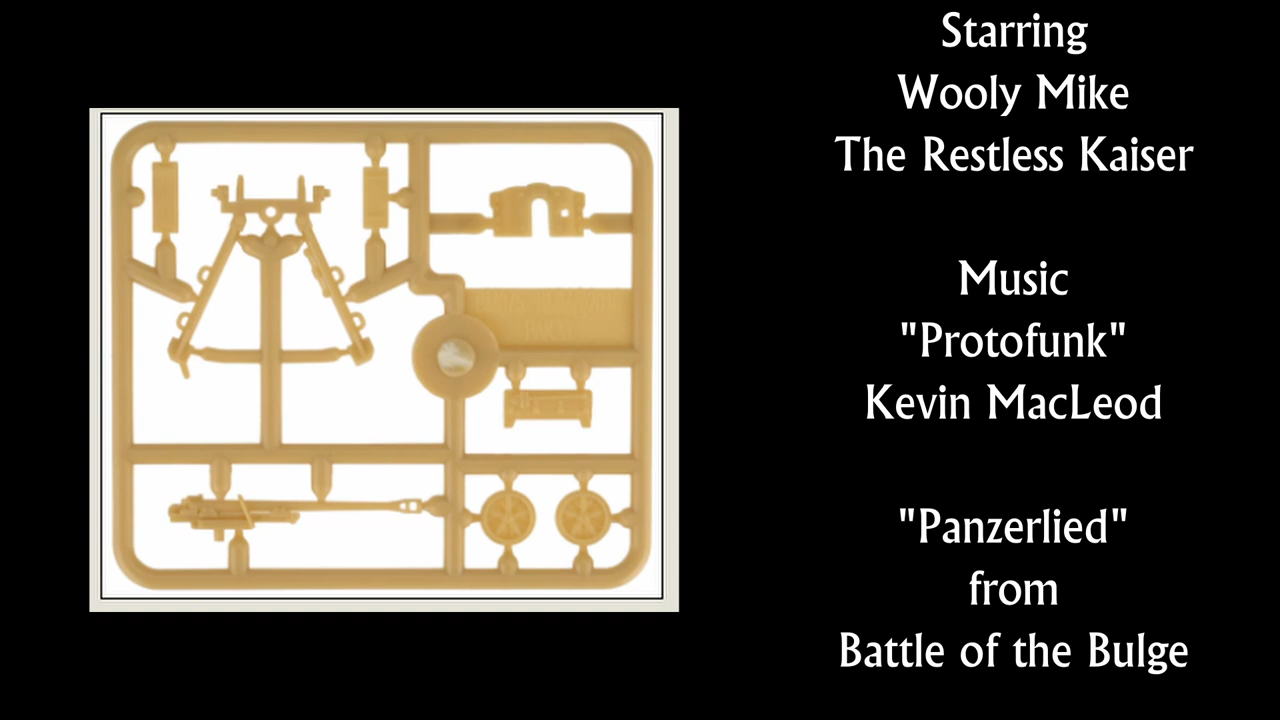 Starring
Wooly Mike
The Restless Kaiser
Music
"Protofunk"
Kevin MacLeod
"Panzerlied"
from
Battle of the Bulge